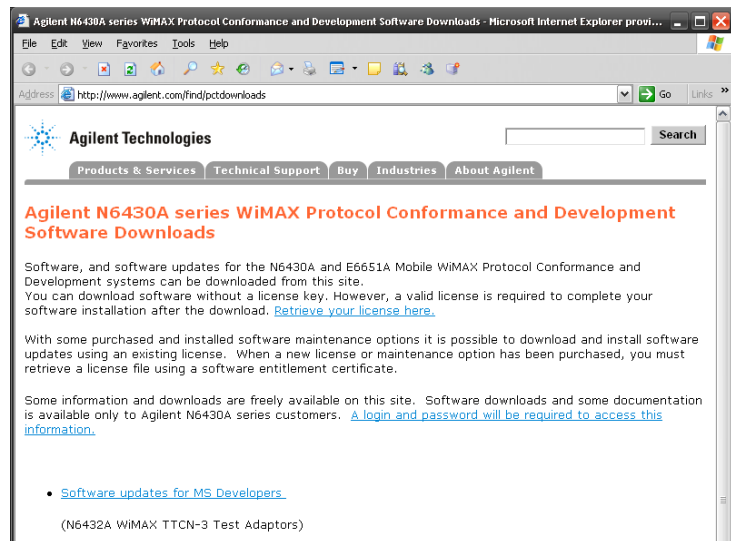 Agilent N6430A series WiMAX Protocol Conformance and Development Software Downloads - Microsoft Internet Explorer provi...
File Edit View Favorites Tools Help
Address http://www.agilent.com/find/pctdownloads Go Links »
Agilent Technologies Search
Products & Services Technical Support Buy Industries About Agilent
Agilent N6430A series WiMAX Protocol Conformance and Development
Software Downloads
Software, and software updates for the N6430A and E6651A Mobile WiMAX Protocol Conformance and
Development systems can be downloaded from this site.
You can download software without a license key. However, a valid license is required to complete your
software installation after the download. Retrieve your license here.
With some purchased and installed software maintenance options it is possible to download and install software
updates using an existing license. When a new license or maintenance option has been purchased, you must
retrieve a license file using a software entitlement certificate.
Some information and downloads are freely available on this site. Software downloads and some documentation
is available only to Agilent N6430A series customers. A login and password will be required to access this
information.
• Software updates for MS Developers
(N6432A WiMAX TTCN-3 Test Adaptors)